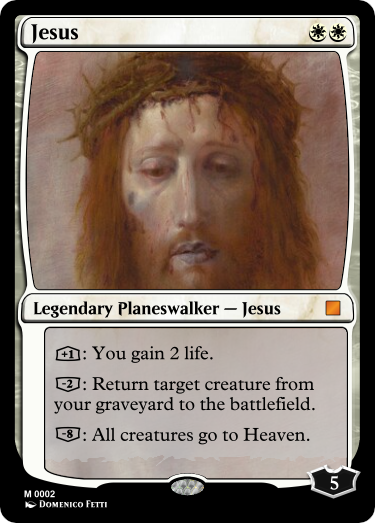 Jesus
Legendary Planeswalker — Jesus
+1: You gain 2 life.
-2: Return target creature from
your graveyard to the battlefield.
-8: All creatures go to Heaven.
5
M 0002
Domenico Fetti